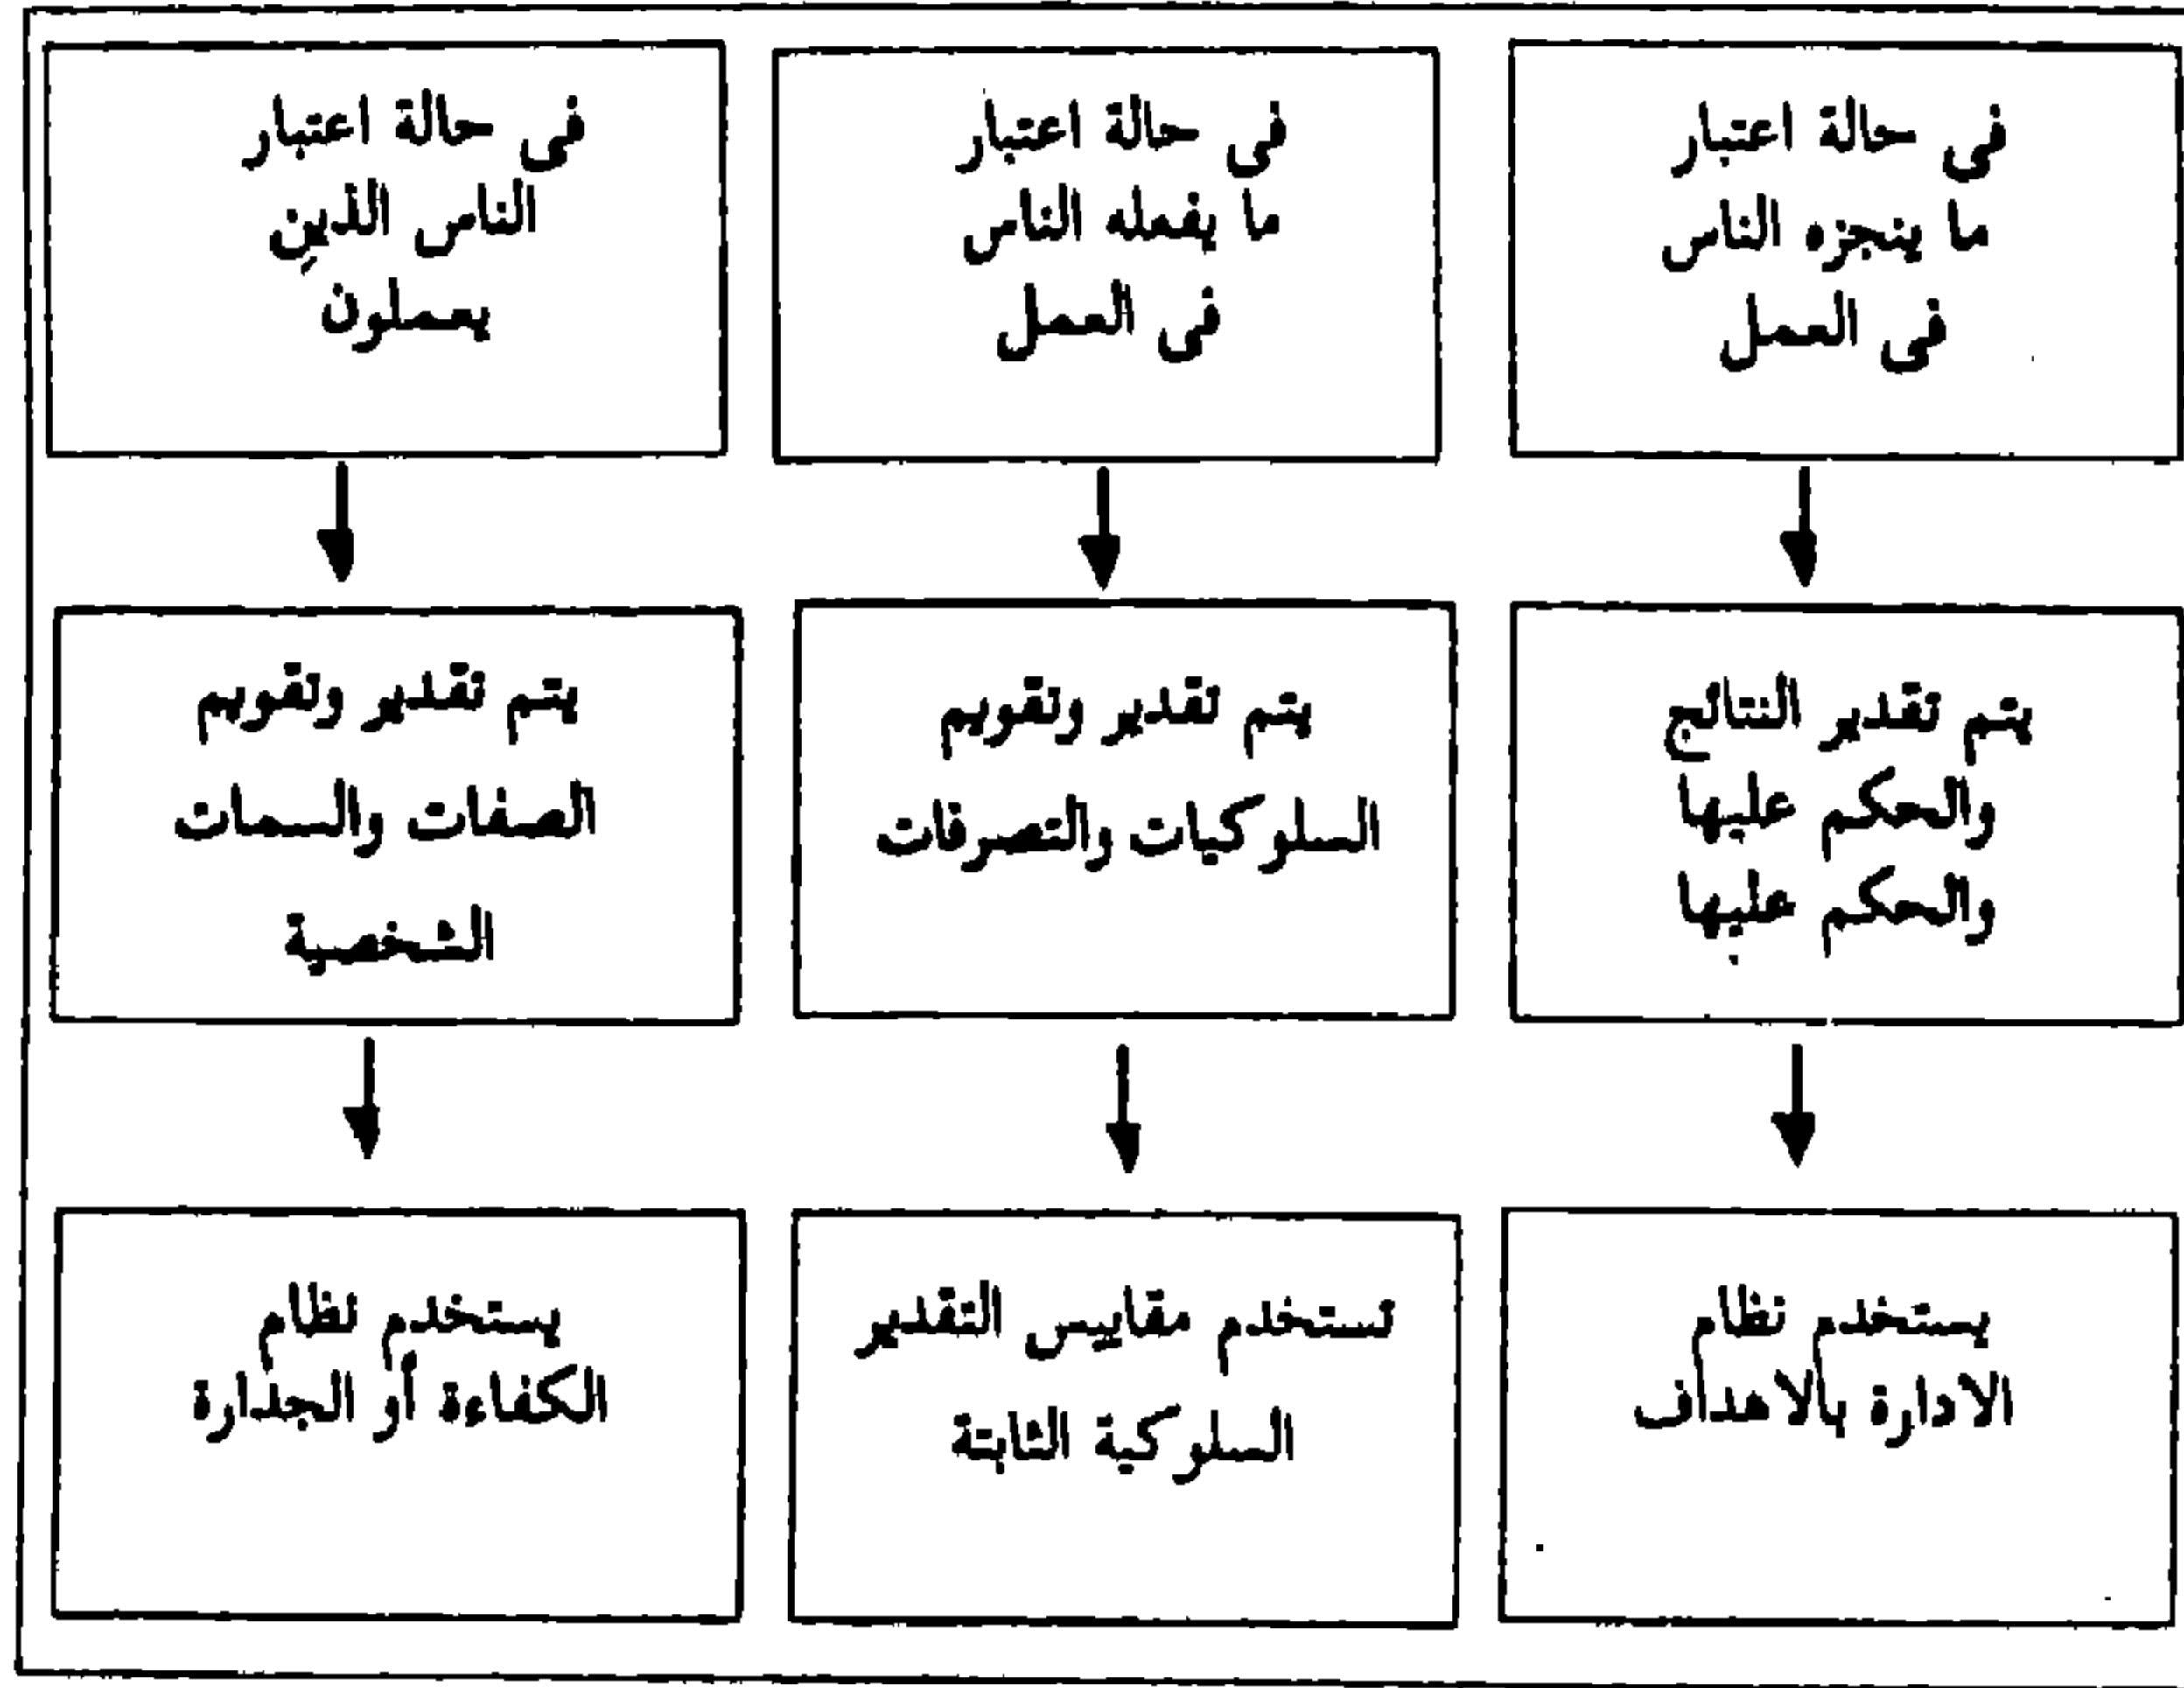 فى حالة اعتبار
ما ينجزه الناس
فى العمل
فى حالة اعتبار
ما يفعله الناس
فى العمل
فى حالة اعتبار
الناس الذين
يعملون
يتم تقدير النتائج
والحكم عليها
والحكم عليها
يتم تقدير وتقويم
السلوكيات والتصرفات
يتم تقدير وتقويم
الصفات والسمات
الشخصية
يستخدم نظام
الادارة بالاهداف
تستخدم مقاييس التقدير
السلوكية الثابتة
يستخدم نظام
الكفاءة أو الجدارة